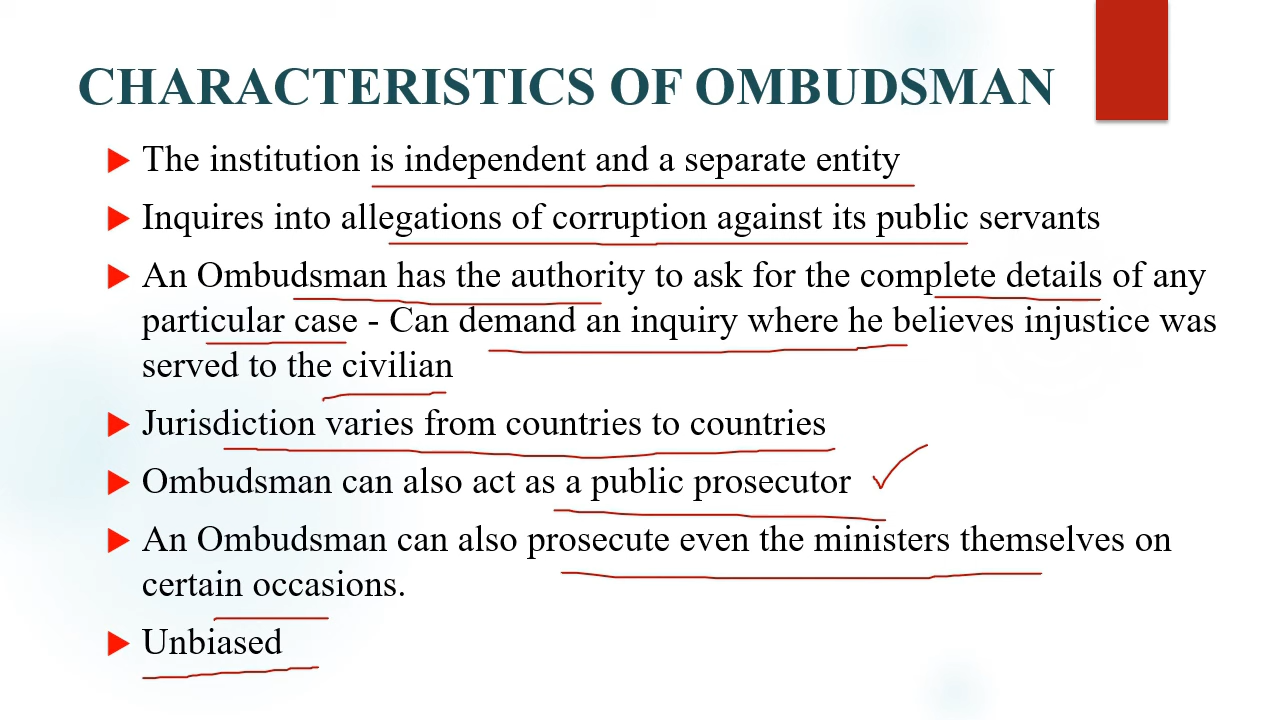 CHARACTERISTICS OF OMBUDSMAN
The institution is independent and a separate entity
Inquires into allegations of corruption against its public servants
An Ombudsman has the authority to ask for the complete details of any
particular case - Can demand an inquiry where he believes injustice was
served to the civilian
Jurisdiction varies from countries to countries
Ombudsman can also act as a public prosecutor
An Ombudsman can also prosecute even the ministers themselves on
certain occasions.
Unbiased